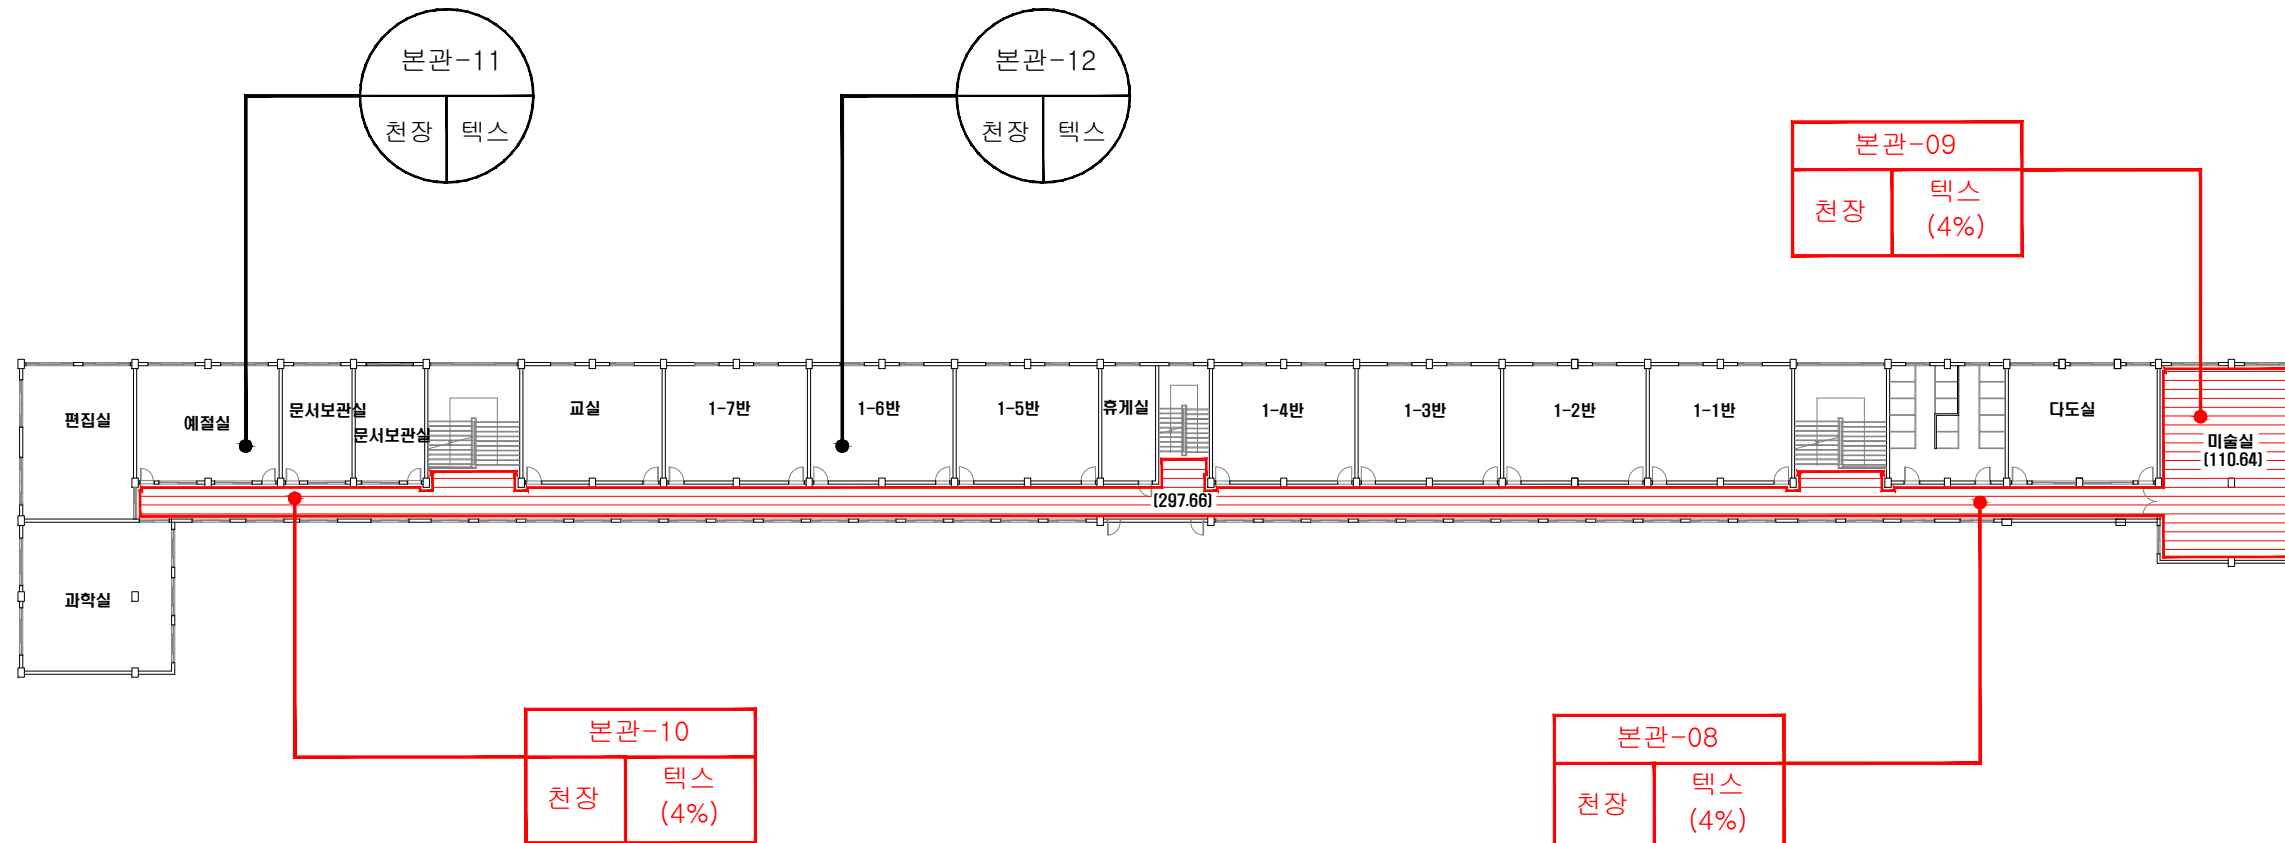 본관-11
천장 텍스
본관-12
천장 텍스
본관-09
천장 텍스
(4%)
편집실
예절실
문서보관실
문서보관실
교실
1-7반
1-6반
1-5반
휴게실
1-4반
1-3반
1-2반
1-1반
다도실
미술실
(110.64)
(297.66)
과학실
본관-10
천장 텍스
(4%)
본관-08
천장 텍스
(4%)